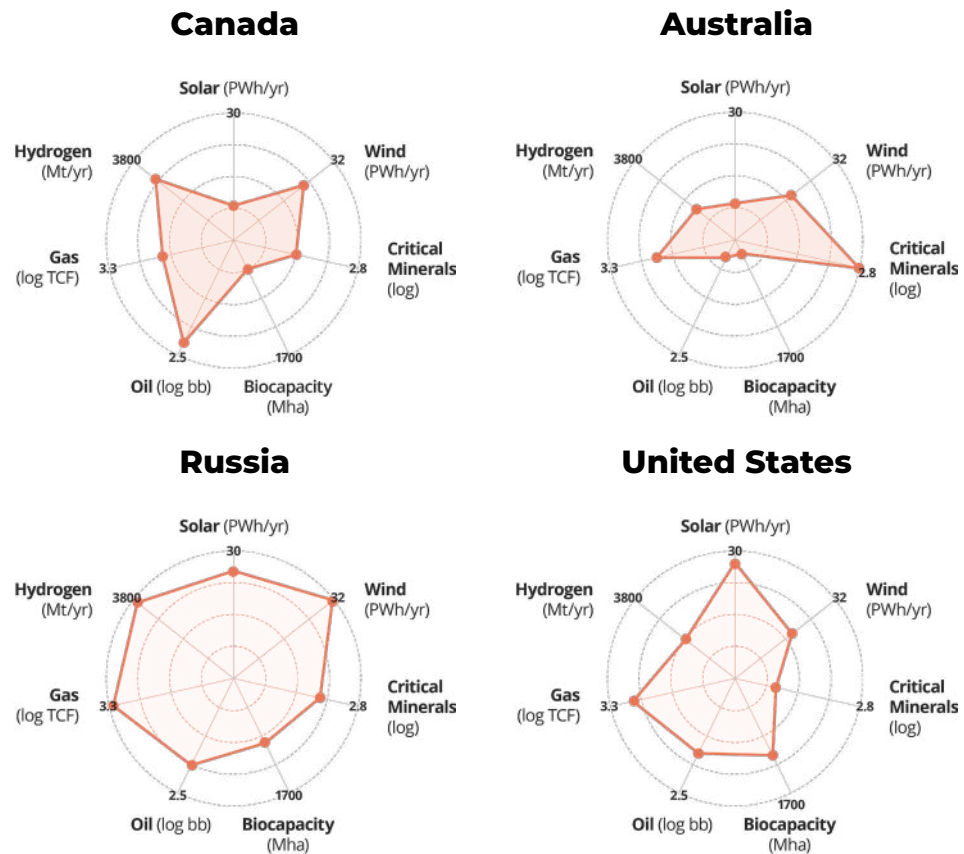 Canada
Solar (PWh/yr)
30
Hydrogen
(Mt/yr)
3800
32
Wind
(PWh/yr)
Gas
(log TCF)
3.3
Critical
Minerals
(log)
2.8
2.5
1700
Oil (log bb)
Biocapacity
(Mha)
Australia
Solar (PWh/yr)
30
Hydrogen
(Mt/yr)
3800
32
Wind
(PWh/yr)
Gas
(log TCF)
3.3
Critical
Minerals
(log)
2.8
2.5
1700
Oil (log bb)
Biocapacity
(Mha)
Russia
Solar (PWh/yr)
30
Hydrogen
(Mt/yr)
3800
32
Wind
(PWh/yr)
Gas
(log TCF)
3.3
Critical
Minerals
(log)
2.8
2.5
1700
Oil (log bb)
Biocapacity
(Mha)
United States
Solar (PWh/yr)
30
Hydrogen
(Mt/yr)
3800
32
Wind
(PWh/yr)
Gas
(log TCF)
3.3
Critical
Minerals
(log)
2.8
2.5
1700
Oil (log bb)
Biocapacity
(Mha)